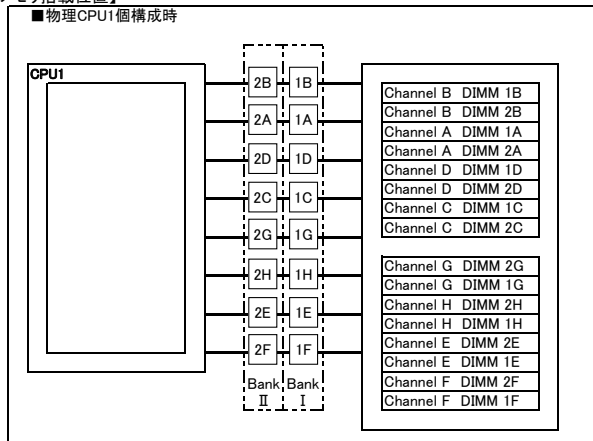 ■物理CPU1個構成時
CPU1
2B 1B
2A 1A
2D 1D
2C 1C
2G 1G
2H 1H
2E 1E
2F 1F
Bank Bank
Ⅱ Ⅰ
Channel B DIMM 1B
Channel B DIMM 2B
Channel A DIMM 1A
Channel A DIMM 2A
Channel D DIMM 1D
Channel D DIMM 2D
Channel C DIMM 1C
Channel C DIMM 2C
Channel G DIMM 2G
Channel G DIMM 1G
Channel H DIMM 2H
Channel H DIMM 1H
Channel E DIMM 2E
Channel E DIMM 1E
Channel F DIMM 2F
Channel F DIMM 1F